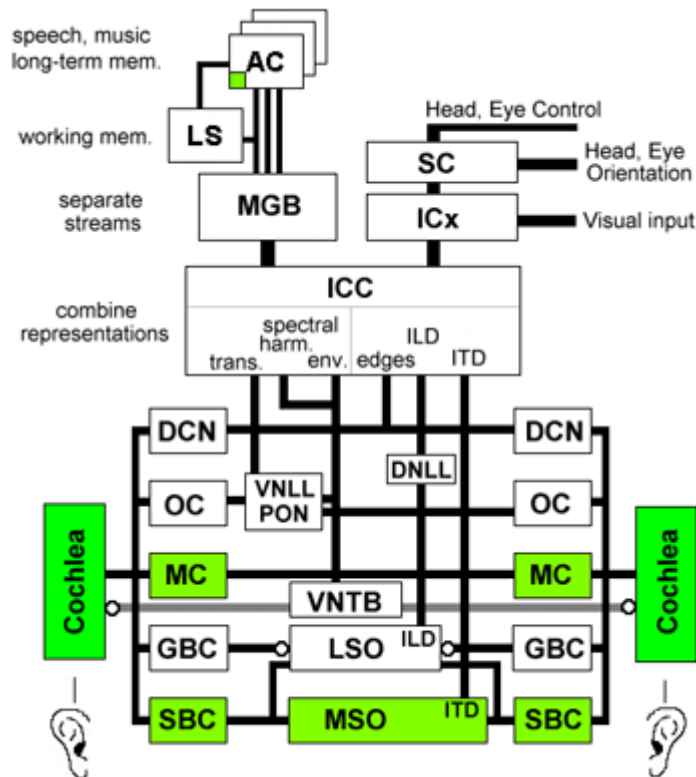 speech, music
long-term mem.
AC
working mem.
LS
Head, Eye Control
SC
Head, Eye
Orientation
separate
streams
MGB
ICx
Visual input
combine
representations
ICC
spectral
harm.
trans.
env.
edges
ILD
ITD
DCN
DCN
DNLL
OC
VNLL
PON
OC
Cochlea
MC
MC
Cochlea
VNTB
GBC
LSO
ILD
GBC
SBC
MSO
ITD
SBC